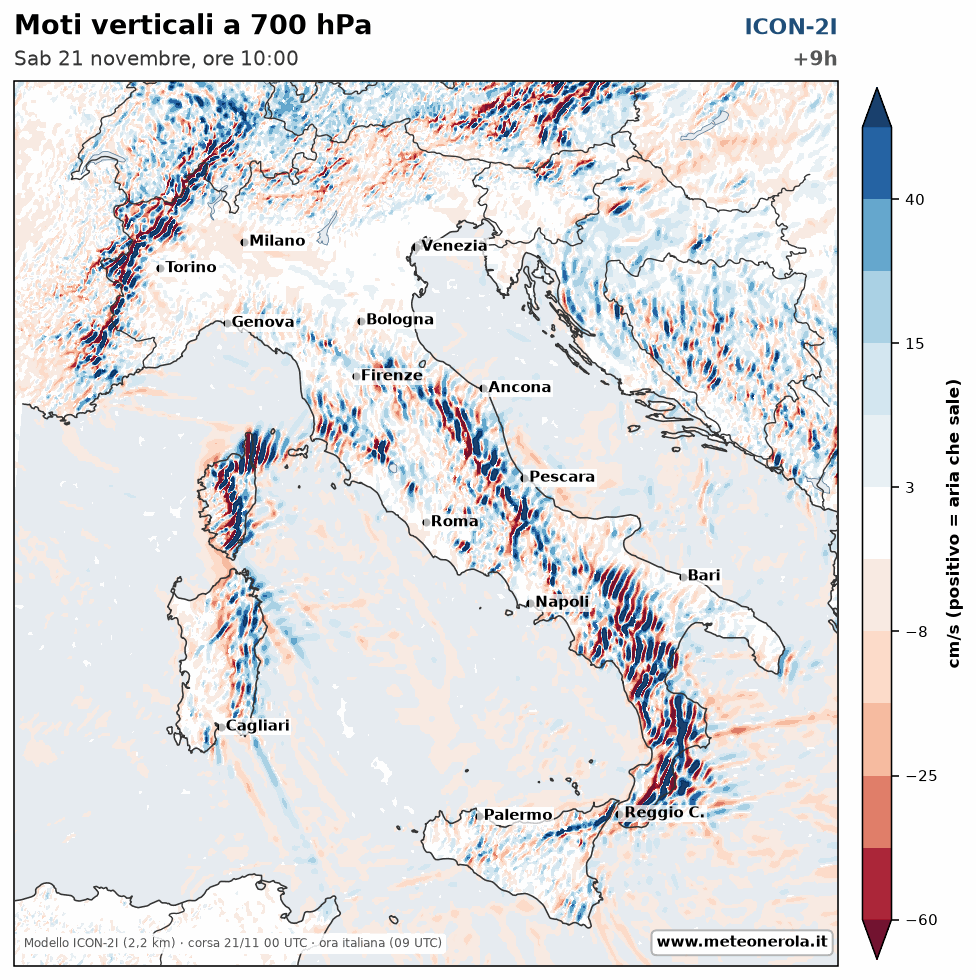 Moti verticali a 700 hPa
ICON-2I
Sab 21 novembre, ore 10:00
+9h
Milano
Venezia
Torino
Genova
Bologna
Firenze
Ancona
Pescara
Roma
Bari
Napoli
Cagliari
Palermo
Reggio C.
40
15
3
−8
−25
−60
cm/s (positivo = aria che sale)
Modello ICON-2I (2,2 km) · corsa 21/11 00 UTC · ora italiana (09 UTC)
www.meteonerola.it